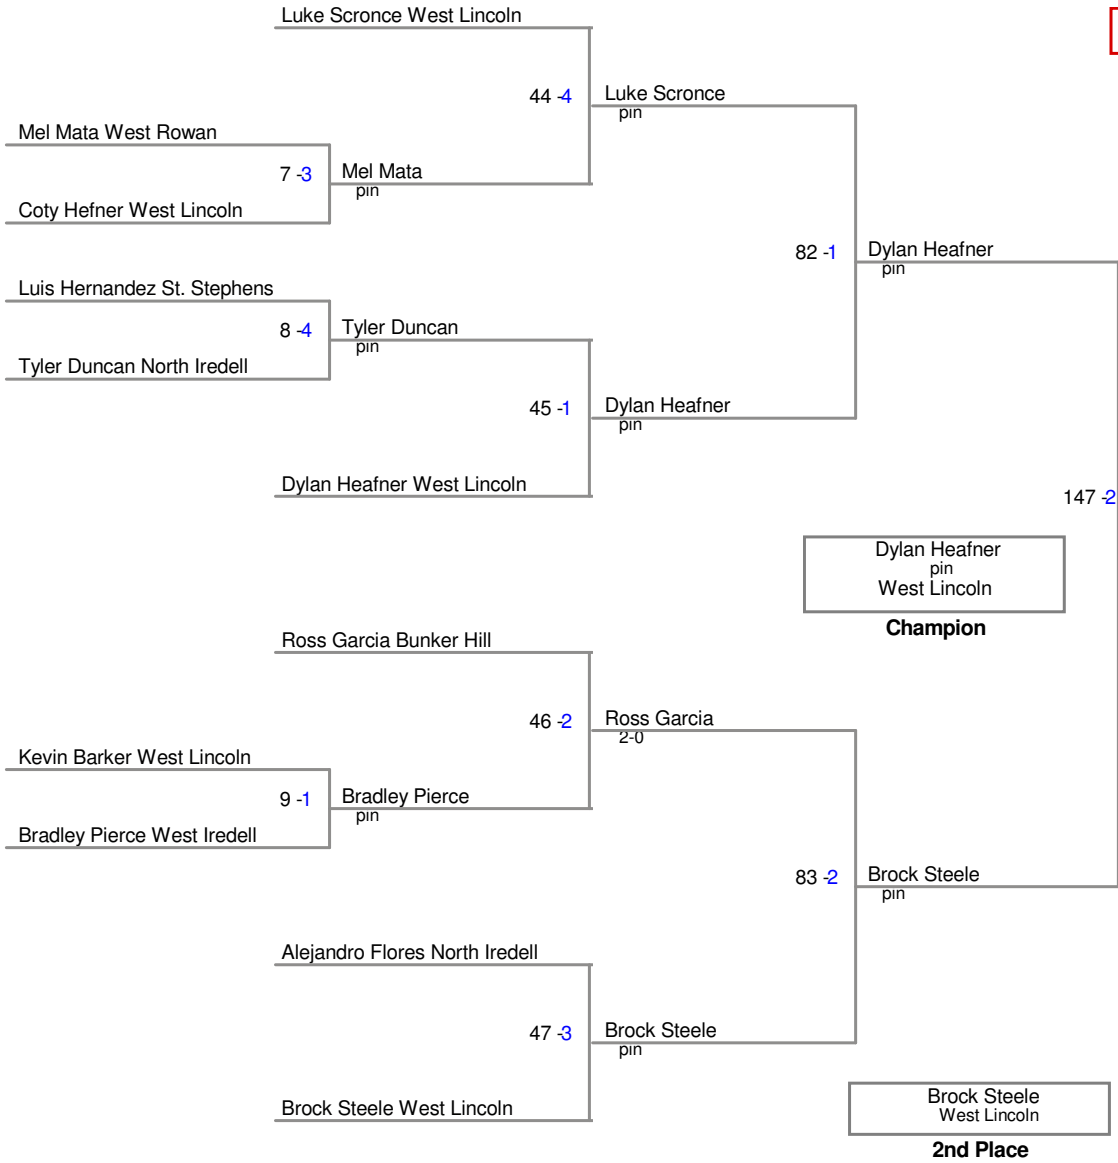 Luke Scronce West Lincoln
44 -4
Luke Scronce
pin
Mel Mata West Rowan
7 -3
Mel Mata
pin
Coty Hefner West Lincoln
82 -1
Dylan Heafner
pin
Luis Hernandez St. Stephens
8 -4
Tyler Duncan
pin
Tyler Duncan North Iredell
45 -1
Dylan Heafner
pin
Dylan Heafner West Lincoln
147 -2
Dylan Heafner
pin
West Lincoln
Champion
Ross Garcia Bunker Hill
46 -2
Ross Garcia
2-0
Kevin Barker West Lincoln
9 -1
Bradley Pierce
pin
Bradley Pierce West Iredell
83 -2
Brock Steele
pin
Alejandro Flores North Iredell
47 -3
Brock Steele
pin
Brock Steele West Lincoln
Brock Steele
West Lincoln
2nd Place